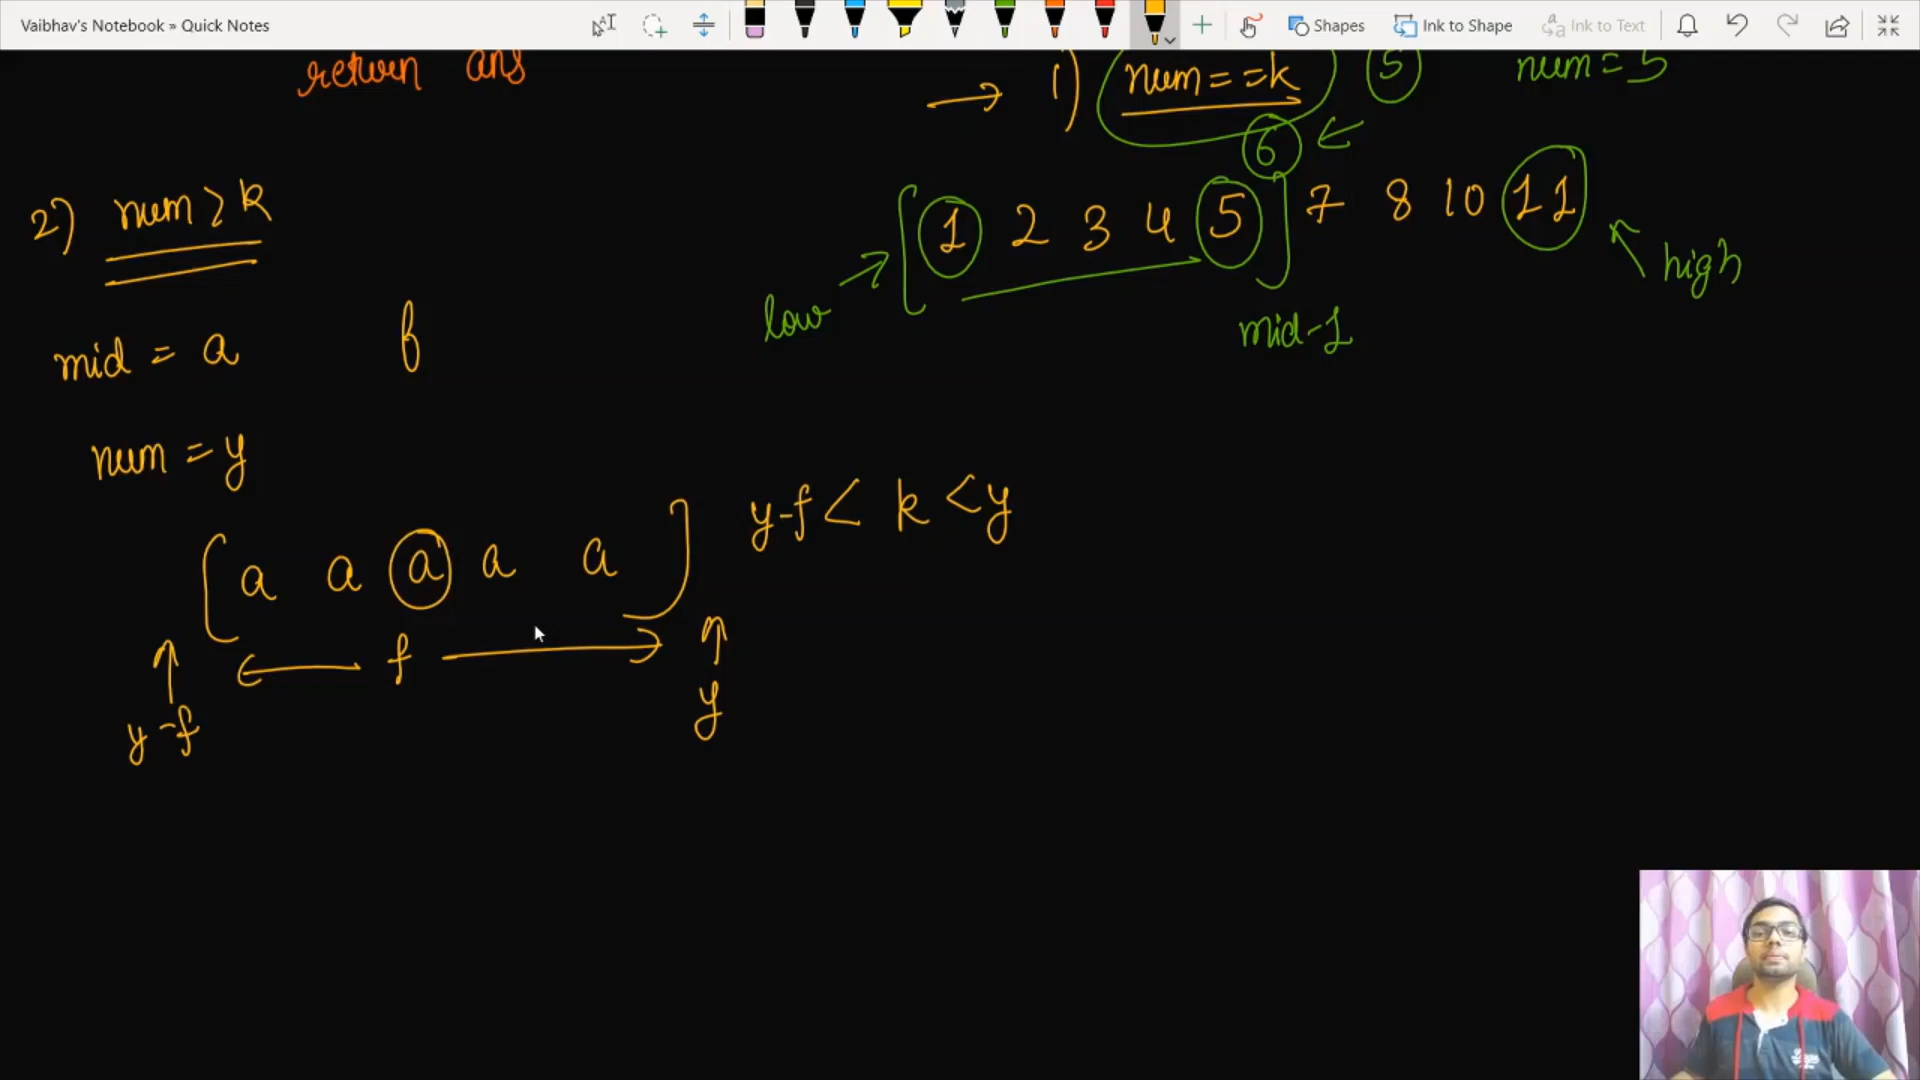 Vaibhav's Notebook » Quick Notes
Shapes
Ink to Shape
Ink to Text
return ans
→ 1) num==k
5
num=5
6 ←
2) num > k
[1 2 3 4 5] 7 8 10 11
low
high
mid-1
mid = a f
num = y
[a a a a a]
y-f < k < y
f
y-f
y